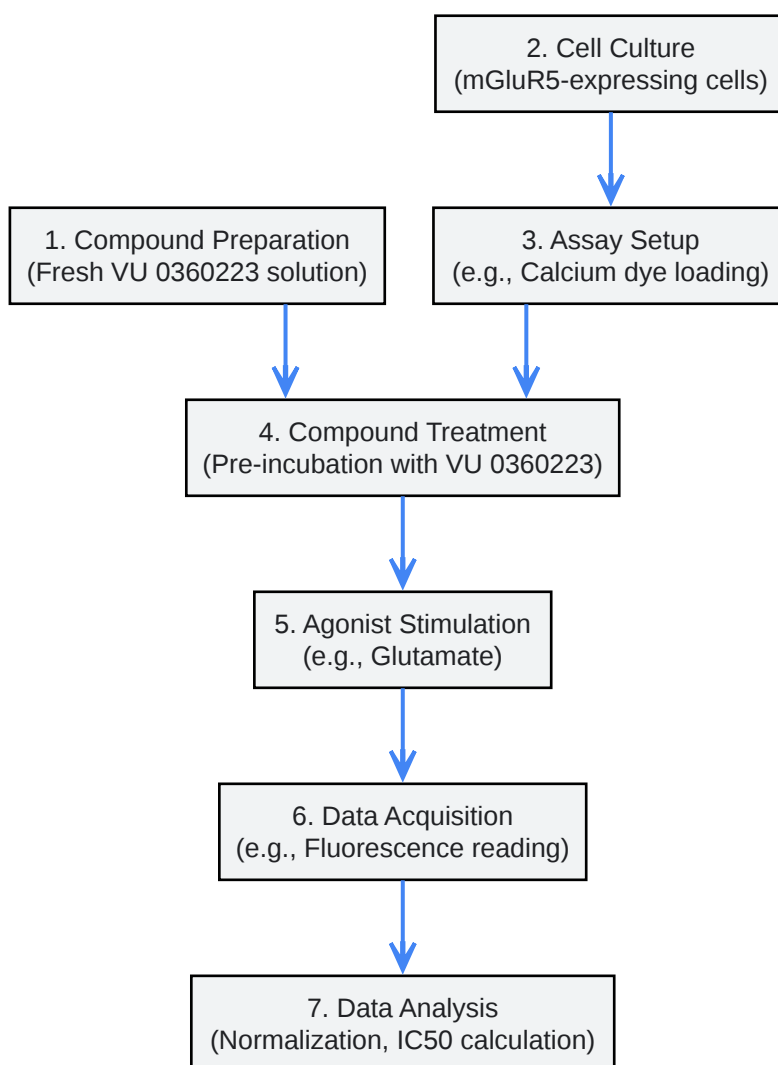 2. Cell Culture
(mGluR5-expressing cells)
1. Compound Preparation
(Fresh VU 0360223 solution)
3. Assay Setup
(e.g., Calcium dye loading)
4. Compound Treatment
(Pre-incubation with VU 0360223)
5. Agonist Stimulation
(e.g., Glutamate)
6. Data Acquisition
(e.g., Fluorescence reading)
7. Data Analysis
(Normalization, IC50 calculation)